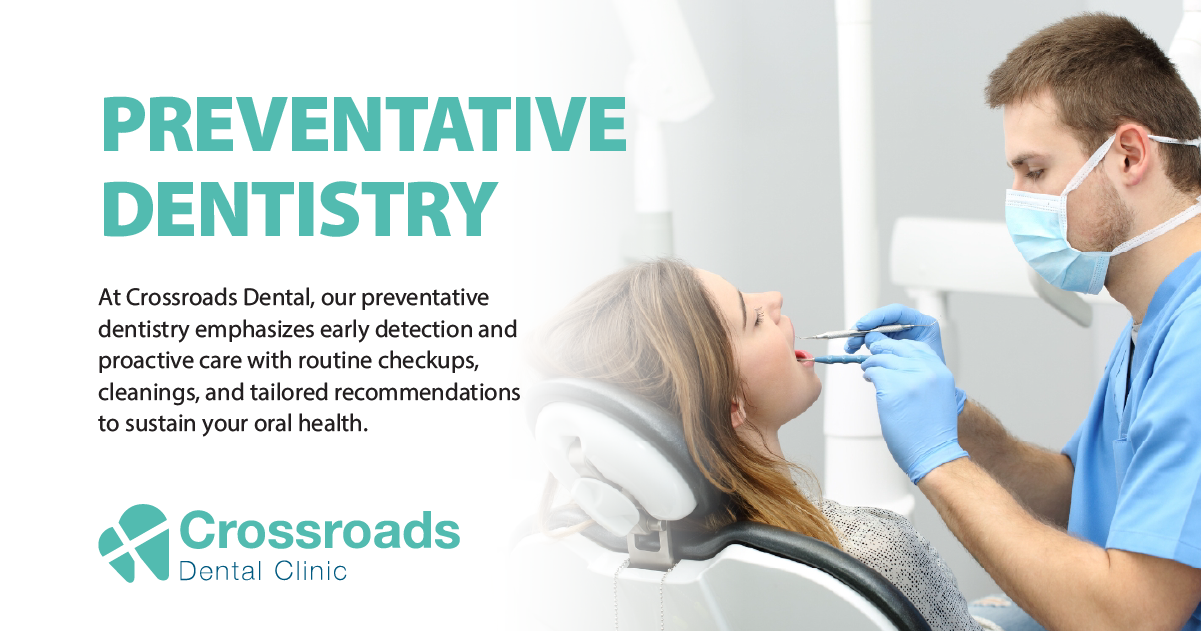 PREVENTATIVE
DENTISTRY
At Crossroads Dental, our preventative
dentistry emphasizes early detection and
proactive care with routine checkups,
cleanings, and tailored recommendations
to sustain your oral health.
Crossroads
Dental Clinic